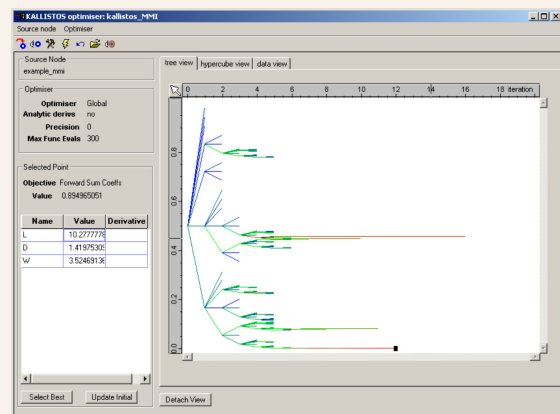 KALLISTOS optimiser: kallistos_MMI
Source node Optimiser
Source Node
example_mmi
Optimiser
Optimiser Global
Analytic derivs no
Precision 0
Max Func Evals 300
Selected Point
Objective Forward Sum Coeffs
Value 0.894965051
Name Value Derivative
L 10.2777778
D 1.41975309
W 3.52469136
Select Best Update Initial
tree view hypercube view data view
0 2 4 6 8 10 12 14 16 18 iteration
0.8
0.6
0.4
0.2
0.0
Detach View